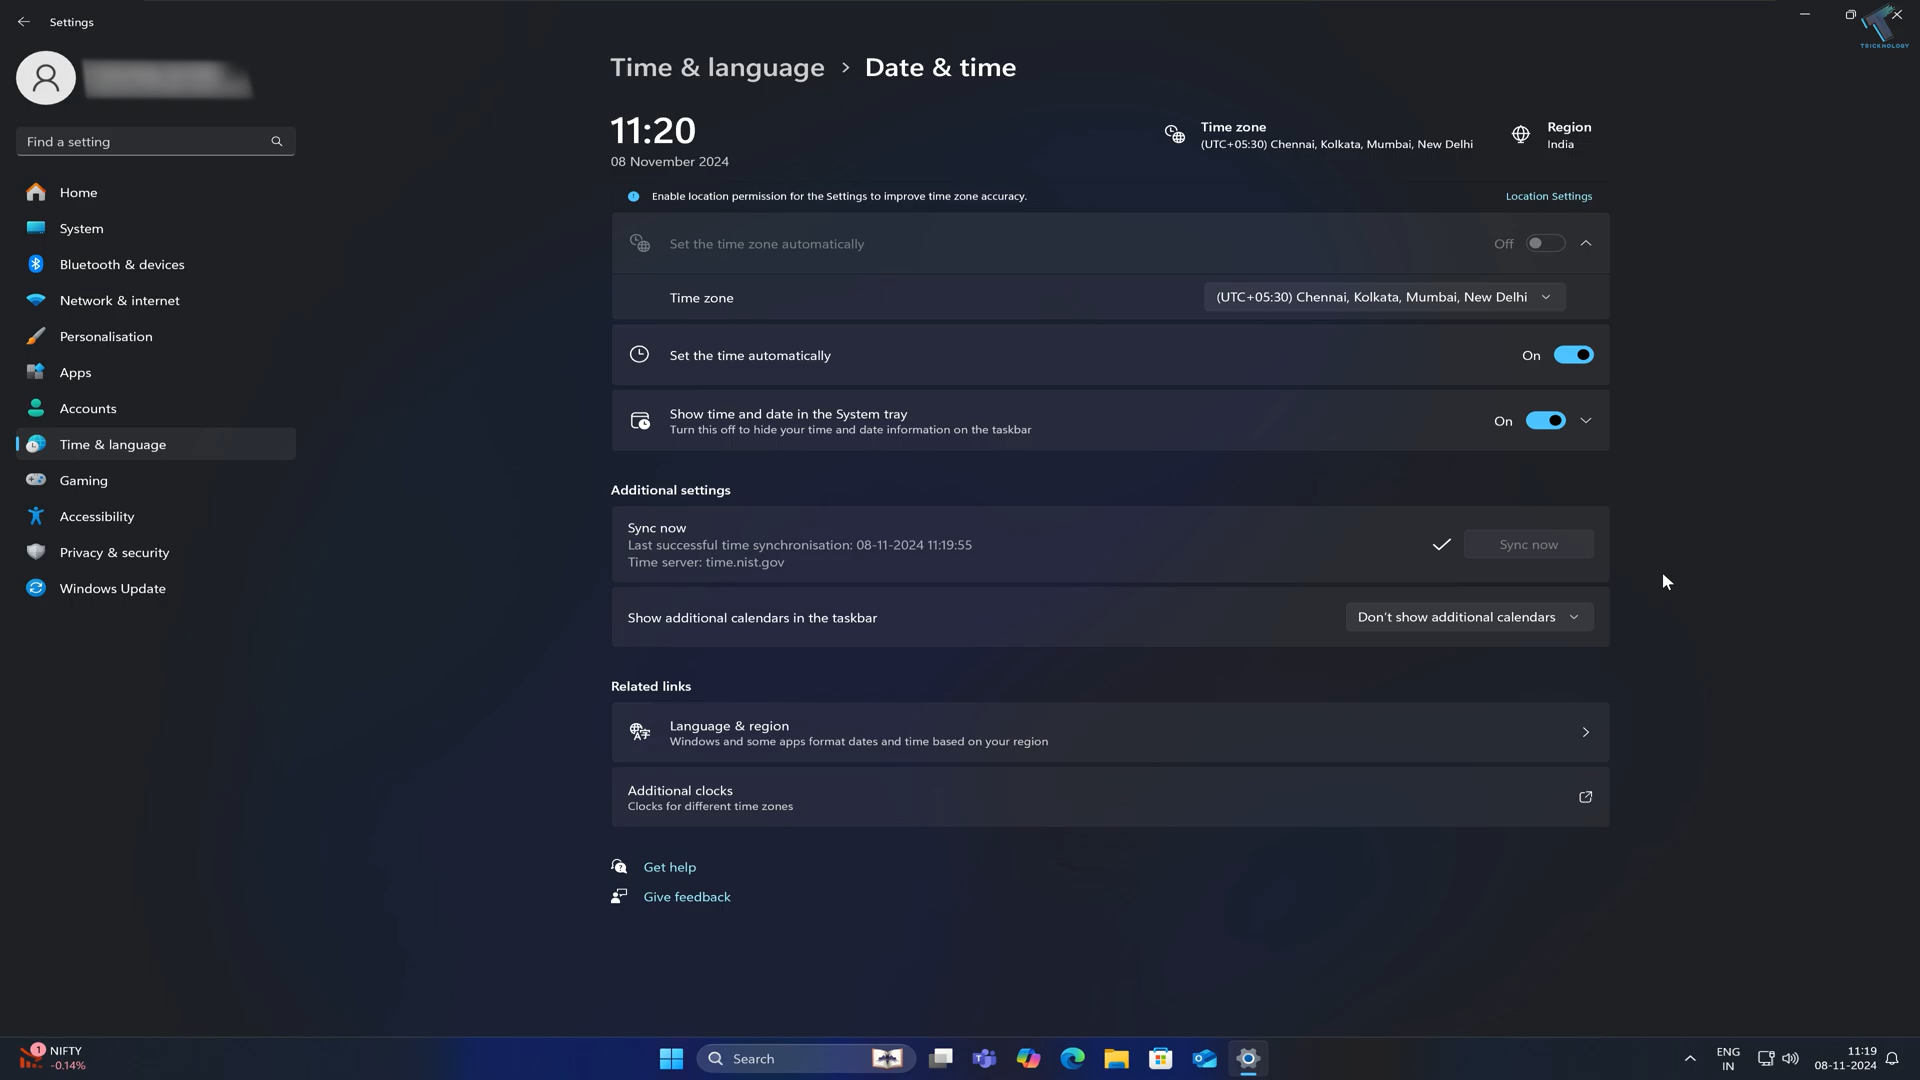 Settings
TRICKNOLOGY
Find a setting
Home
System
Bluetooth & devices
Network & internet
Personalisation
Apps
Accounts
Time & language
Gaming
Accessibility
Privacy & security
Windows Update
Time & language > Date & time
11:20
08 November 2024
Time zone
(UTC+05:30) Chennai, Kolkata, Mumbai, New Delhi
Region
India
Enable location permission for the Settings to improve time zone accuracy.
Location Settings
Set the time zone automatically
Off
Time zone
(UTC+05:30) Chennai, Kolkata, Mumbai, New Delhi
Set the time automatically
On
Show time and date in the System tray
Turn this off to hide your time and date information on the taskbar
On
Additional settings
Sync now
Last successful time synchronisation: 08-11-2024 11:19:55
Time server: time.nist.gov
Sync now
Show additional calendars in the taskbar
Don't show additional calendars
Related links
Language & region
Windows and some apps format dates and time based on your region
Additional clocks
Clocks for different time zones
Get help
Give feedback
1
NIFTY
-0.14%
Search
ENG
IN
11:19
08-11-2024